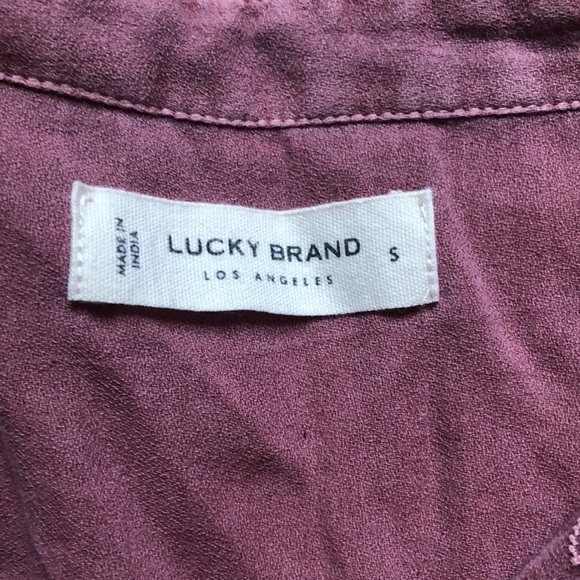 MADE IN
INDIA
LUCKY BRAND
LOS ANGELES
S